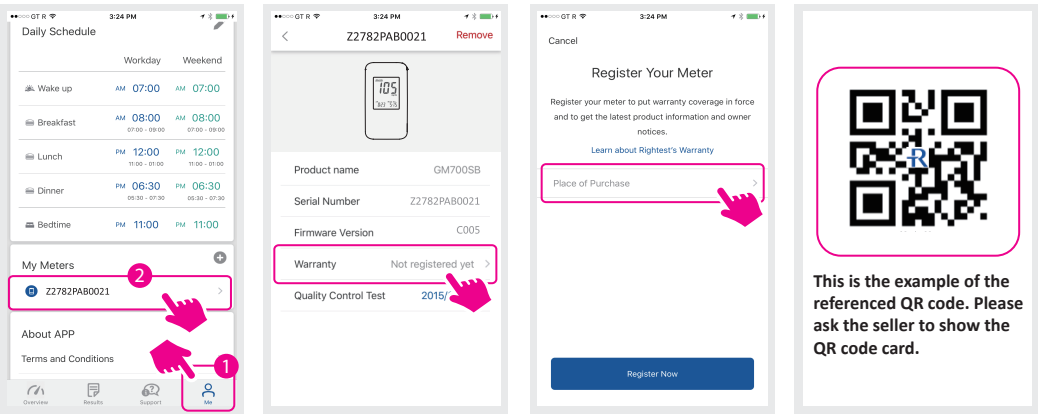 GT R 3:24 PM
Daily Schedule
Workday Weekend
Wake up AM 07:00 AM 07:00
Breakfast AM 08:00 AM 08:00
07:00 - 09:00 07:00 - 09:00
Lunch PM 12:00 PM 12:00
11:00 - 01:00 11:00 - 01:00
Dinner PM 06:30 PM 06:30
05:30 - 07:30 05:30 - 07:30
Bedtime PM 11:00 PM 11:00
My Meters
2
Z2782PAB0021
About APP
Terms and Conditions
1
Overview Results Support Me
GT R 3:24 PM
Z2782PAB0021 Remove
105
Product name GM700SB
Serial Number Z2782PAB0021
Firmware Version C005
Warranty Not registered yet
Quality Control Test 2015/
GT R 3:24 PM
Cancel
Register Your Meter
Register your meter to put warranty coverage in force
and to get the latest product information and owner
notices.
Learn about Rightest's Warranty
Place of Purchase
Register Now
R
This is the example of the
referenced QR code. Please
ask the seller to show the
QR code card.